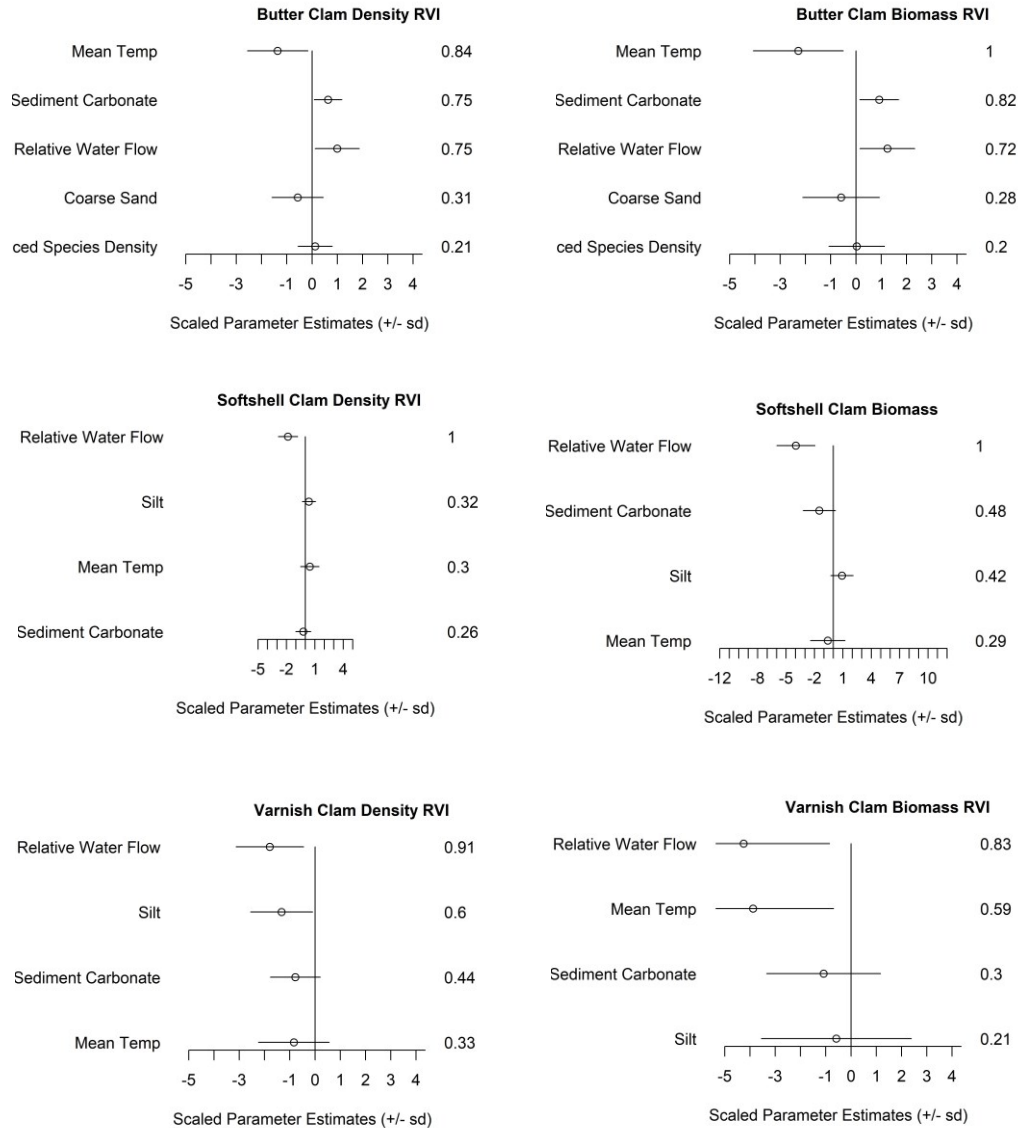 Butter Clam Density RVI
Mean Temp 0.84
Sediment Carbonate 0.75
Relative Water Flow 0.75
Coarse Sand 0.31
ced Species Density 0.21
-5 -3 -1 0 1 2 3 4
Scaled Parameter Estimates (+/- sd)
Butter Clam Biomass RVI
Mean Temp 1
Sediment Carbonate 0.82
Relative Water Flow 0.72
Coarse Sand 0.28
ced Species Density 0.2
-5 -3 -1 0 1 2 3 4
Scaled Parameter Estimates (+/- sd)
Softshell Clam Density RVI
Relative Water Flow 1
Silt 0.32
Mean Temp 0.3
Sediment Carbonate 0.26
-5 -2 1 4
Scaled Parameter Estimates (+/- sd)
Softshell Clam Biomass
Relative Water Flow 1
Sediment Carbonate 0.48
Silt 0.42
Mean Temp 0.29
-12 -8 -5 -2 1 4 7 10
Scaled Parameter Estimates (+/- sd)
Varnish Clam Density RVI
Relative Water Flow 0.91
Silt 0.6
Sediment Carbonate 0.44
Mean Temp 0.33
-5 -3 -1 0 1 2 3 4
Scaled Parameter Estimates (+/- sd)
Varnish Clam Biomass RVI
Relative Water Flow 0.83
Mean Temp 0.59
Sediment Carbonate 0.3
Silt 0.21
-5 -3 -1 0 1 2 3 4
Scaled Parameter Estimates (+/- sd)